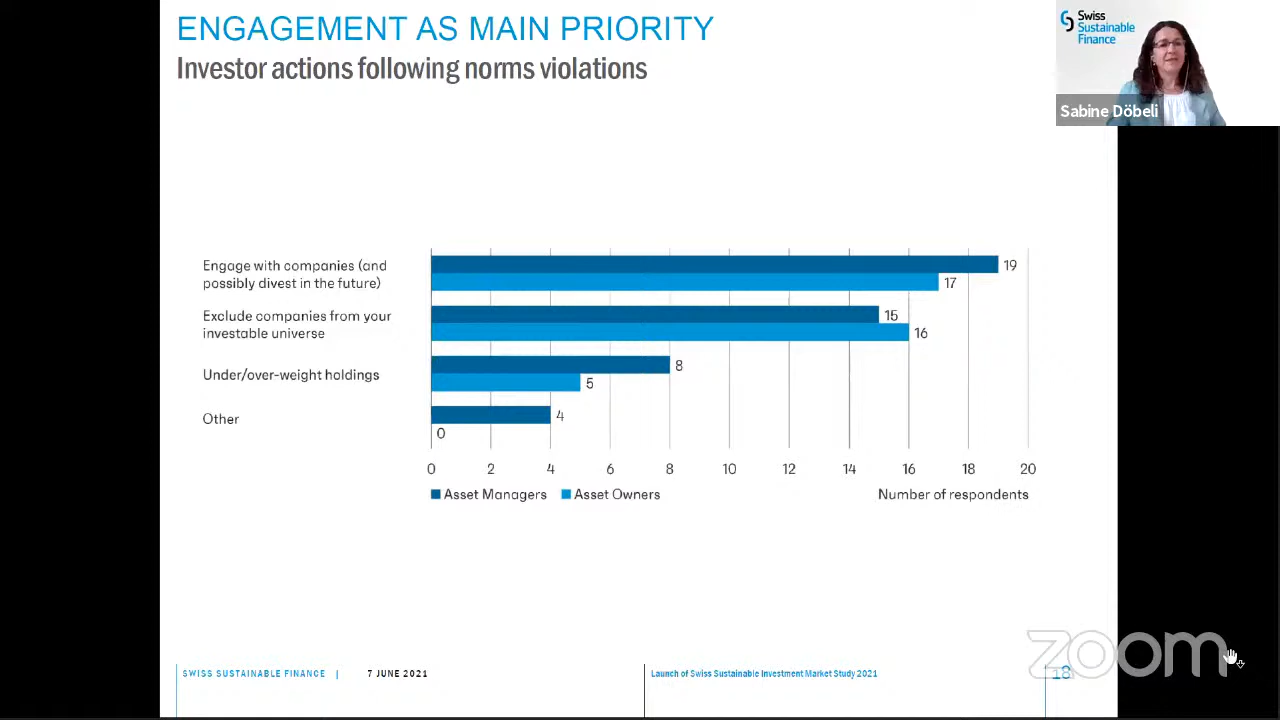 ENGAGEMENT AS MAIN PRIORITY
Investor actions following norms violations
Swiss
Sustainable
Finance
Sabine Döbeli
Engage with companies (and
possibly divest in the future)
19
17
Exclude companies from your
investable universe
15
16
Under/over-weight holdings
8
5
Other
4
0
0 2 4 6 8 10 12 14 16 18 20
Asset Managers Asset Owners Number of respondents
SWISS SUSTAINABLE FINANCE | 7 JUNE 2021 Launch of Swiss Sustainable Investment Market Study 2021 18
zoom